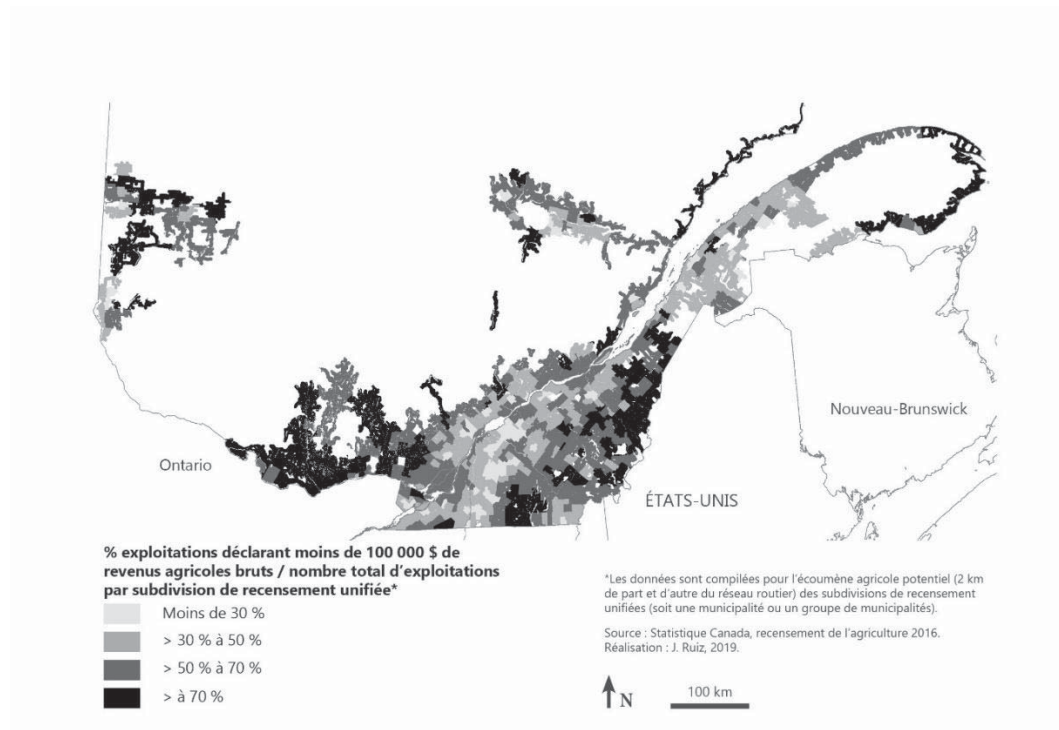 Nouveau-Brunswick
Ontario
ÉTATS-UNIS
% exploitations déclarant moins de 100 000 $ de
revenus agricoles bruts / nombre total d'exploitations
par subdivision de recensement unifiée*
Moins de 30 %
> 30 % à 50 %
> 50 % à 70 %
> à 70 %
*Les données sont compilées pour l'écoumène agricole potentiel (2 km
de part et d'autre du réseau routier) des subdivisions de recensement
unifiées (soit une municipalité ou un groupe de municipalités).
Source : Statistique Canada, recensement de l'agriculture 2016.
Réalisation : J. Ruiz, 2019.
N
100 km